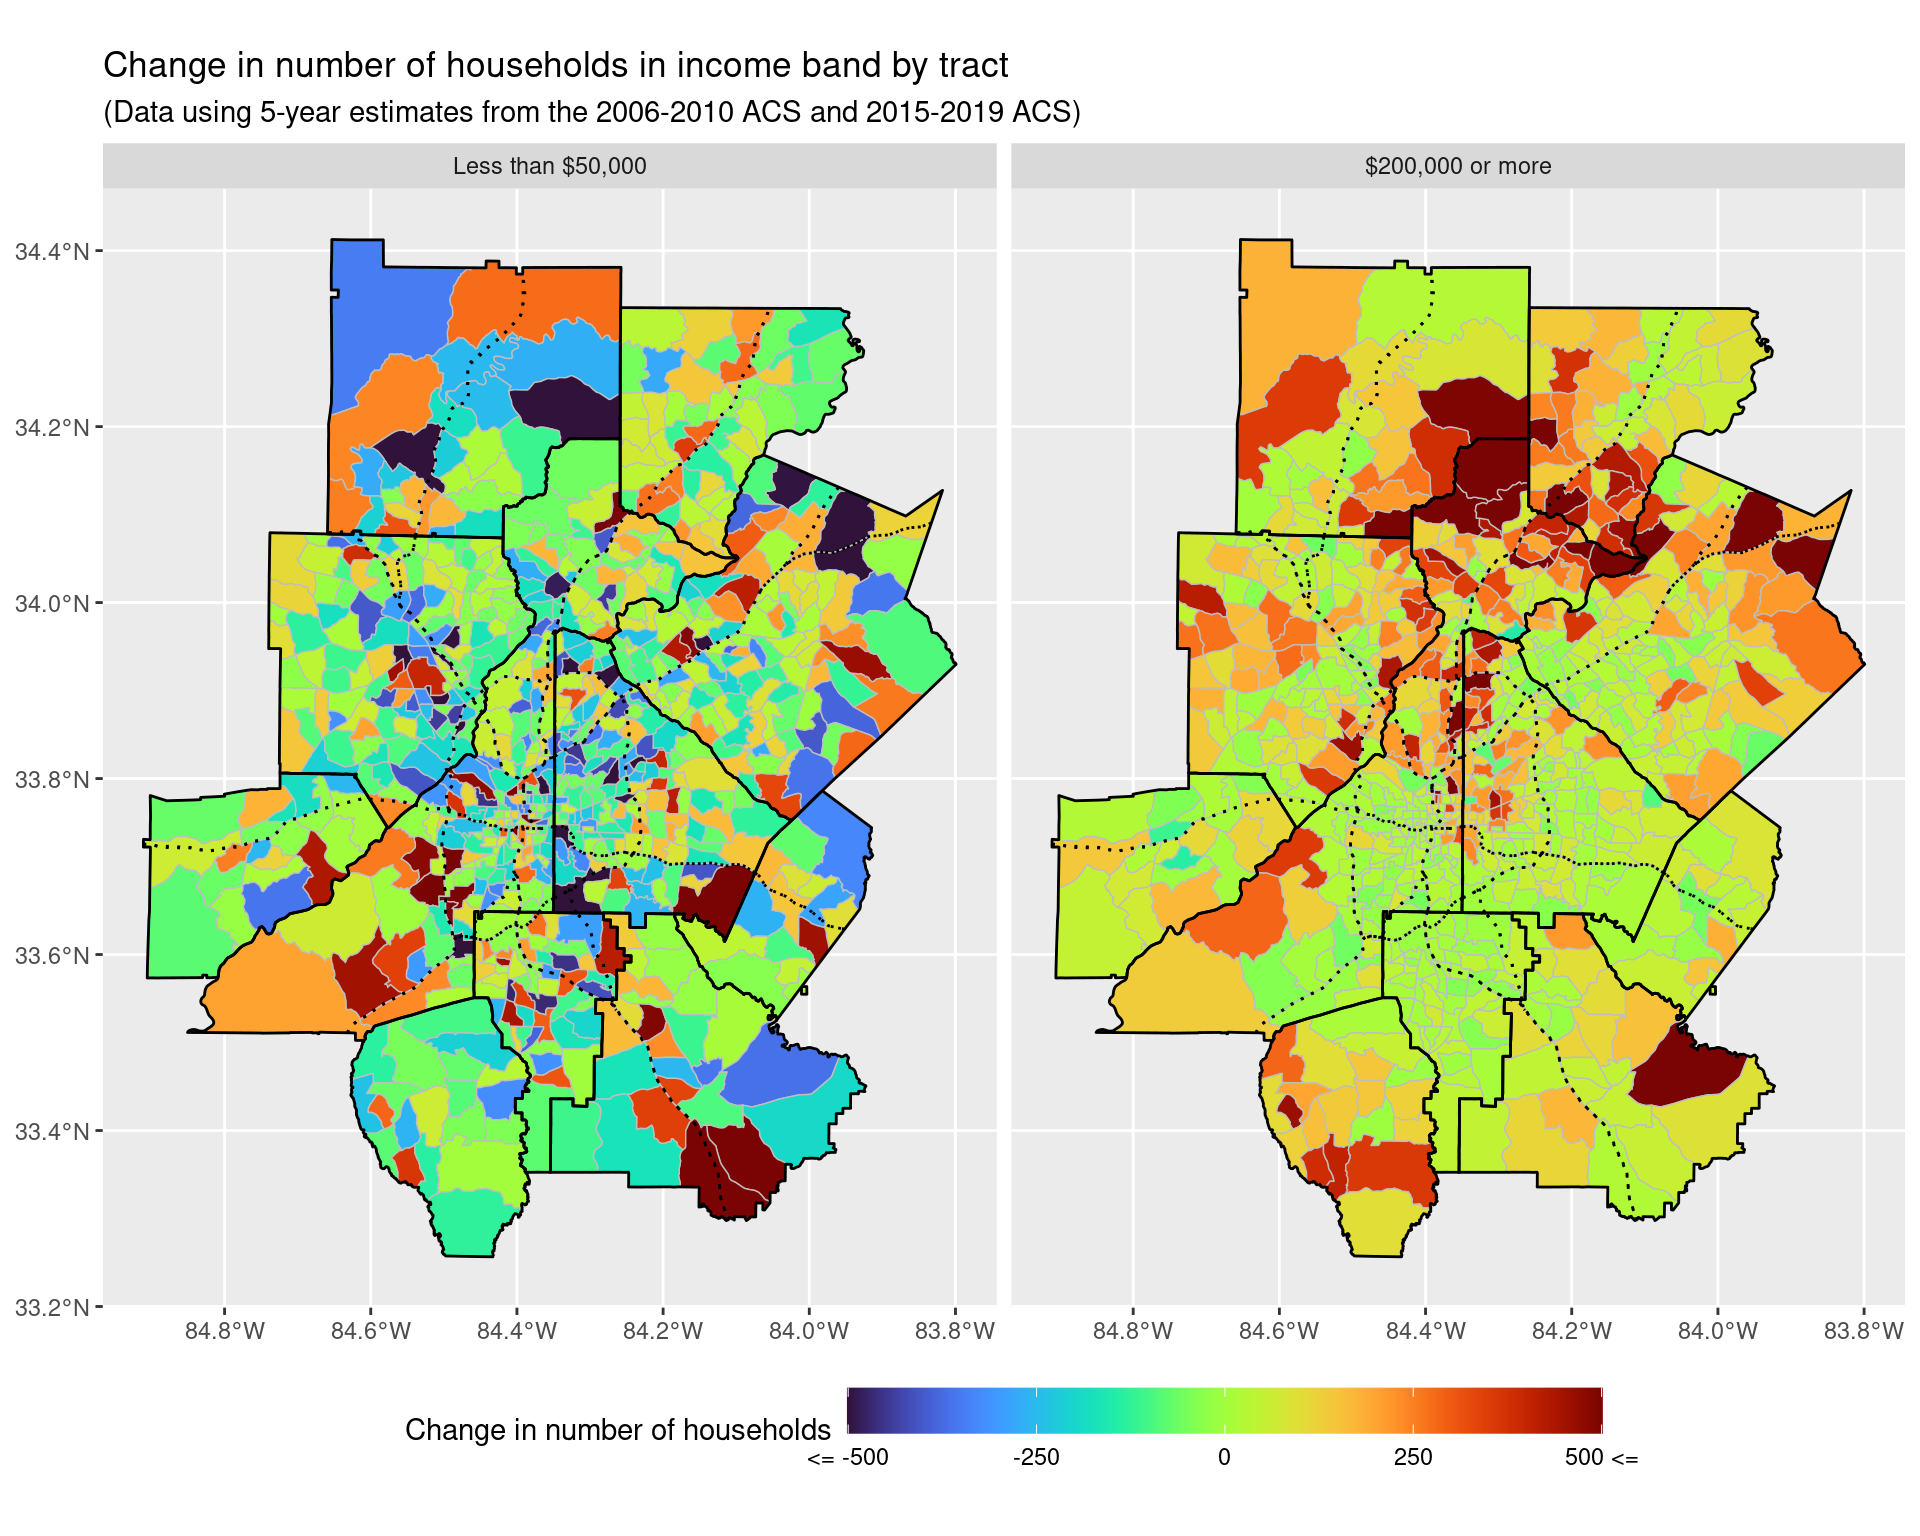 Change in number of households in income band by tract
(Data using 5-year estimates from the 2006-2010 ACS and 2015-2019 ACS)
Less than $50,000
$200,000 or more
34.4°N
34.2°N
34.0°N
33.8°N
33.6°N
33.4°N
33.2°N
84.8°W 84.6°W 84.4°W 84.2°W 84.0°W 83.8°W
84.8°W 84.6°W 84.4°W 84.2°W 84.0°W 83.8°W
Change in number of households
<= -500 -250 0 250 500 <=